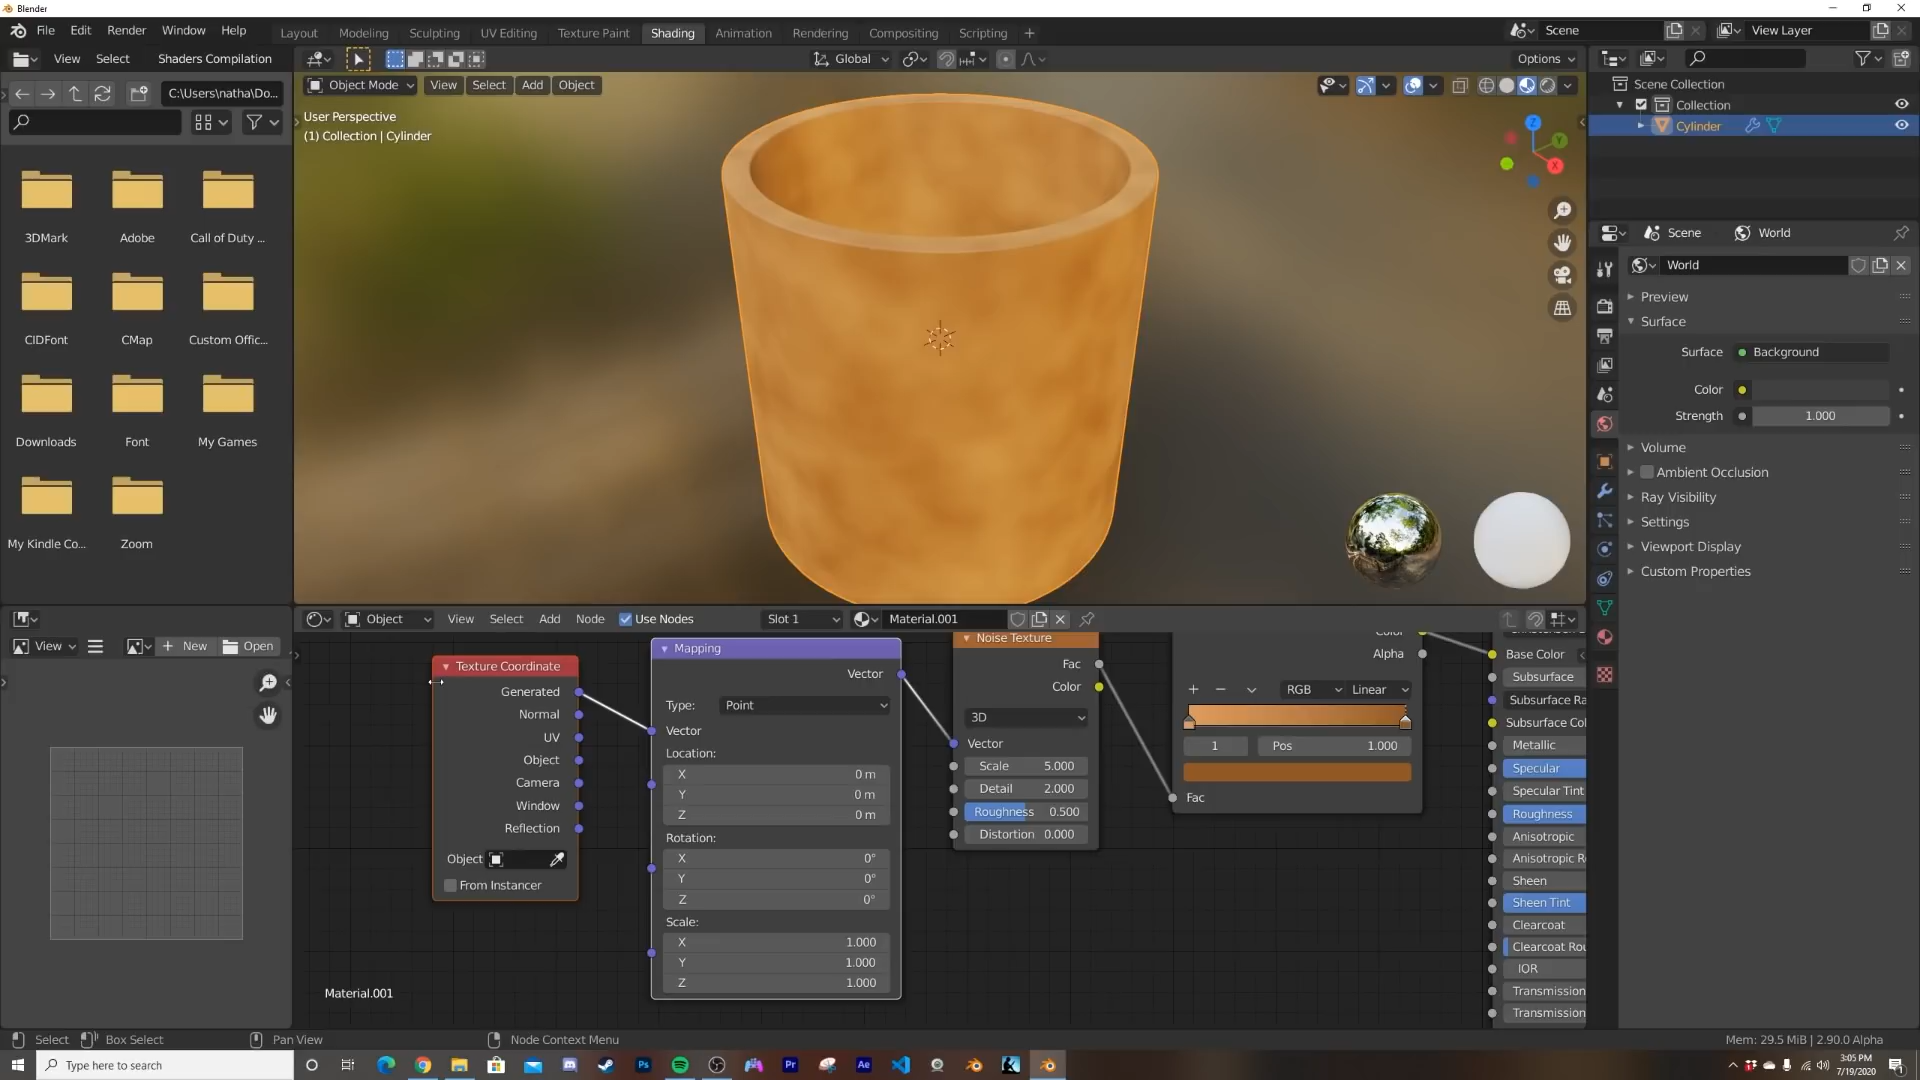 Blender
File Edit Render Window Help
Layout Modeling Sculpting UV Editing Texture Paint Shading Animation Rendering Compositing Scripting +
Scene
View Layer
View Select Shaders Compilation
Global
Options
C:\Users\natha\Do...
Object Mode View Select Add Object
User Perspective
(1) Collection | Cylinder
Z
Y
X
3DMark Adobe Call of Duty ...
CIDFont CMap Custom Offic...
Downloads Font My Games
My Kindle Co... Zoom
Scene Collection
Collection
Cylinder
Scene World
World
Preview
Surface
Surface Background
Color
Strength 1.000
Volume
Ambient Occlusion
Ray Visibility
Settings
Viewport Display
Custom Properties
View New Open
Object View Select Add Node Use Nodes Slot 1 Material.001
Texture Coordinate
Generated
Normal
UV
Object
Camera
Window
Reflection
Object
From Instancer
Mapping
Vector
Type: Point
Vector
Location:
X 0 m
Y 0 m
Z 0 m
Rotation:
X 0°
Y 0°
Z 0°
Scale:
X 1.000
Y 1.000
Z 1.000
Noise Texture
Fac
Color
3D
Vector
Scale 5.000
Detail 2.000
Roughness 0.500
Distortion 0.000
Color
Alpha
+ − RGB Linear
1 Pos 1.000
Fac
Base Color
Subsurface
Subsurface Ra
Subsurface Col
Metallic
Specular
Specular Tint
Roughness
Anisotropic
Anisotropic R
Sheen
Sheen Tint
Clearcoat
Clearcoat Rou
IOR
Transmission
Transmission
Material.001
Select Box Select Pan View Node Context Menu
Mem: 29.5 MiB | 2.90.0 Alpha
Type here to search
Ps
Pr
Ae
3:05 PM
7/19/2020